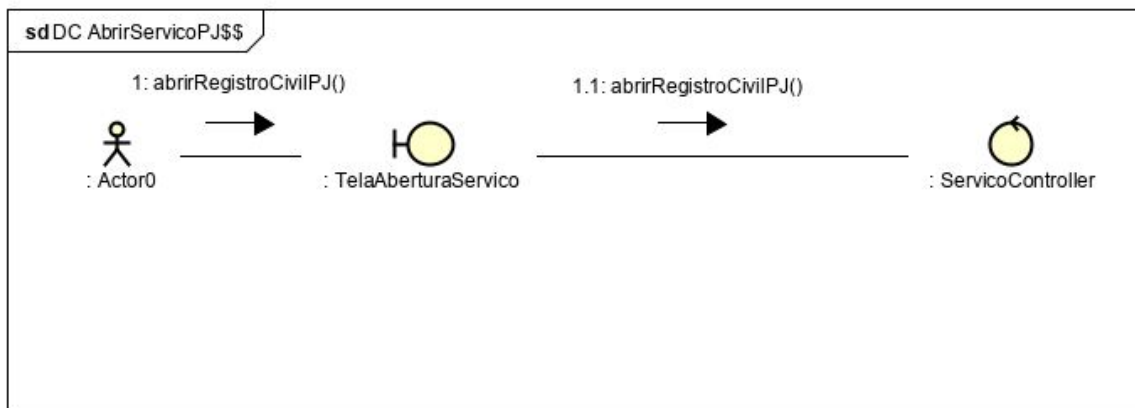 sd DC AbrirServicoPJ$$
1: abrirRegistroCivilPJ()
1.1: abrirRegistroCivilPJ()
: Actor0
: TelaAberturaServico
: ServicoController